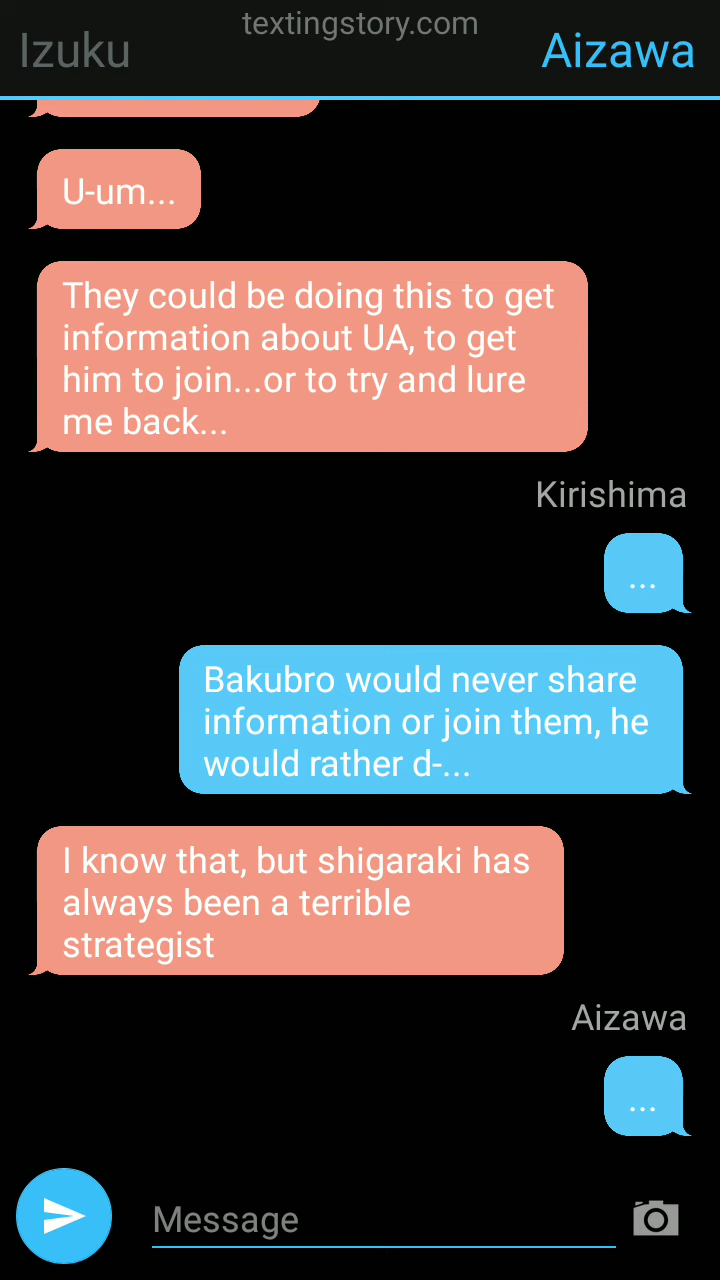 textingstory.com
Izuku
Aizawa
U-um...
They could be doing this to get
information about UA, to get
him to join...or to try and lure
me back...
Kirishima
...
Bakubro would never share
information or join them, he
would rather d-...
I know that, but shigaraki has
always been a terrible
strategist
Aizawa
...
Message